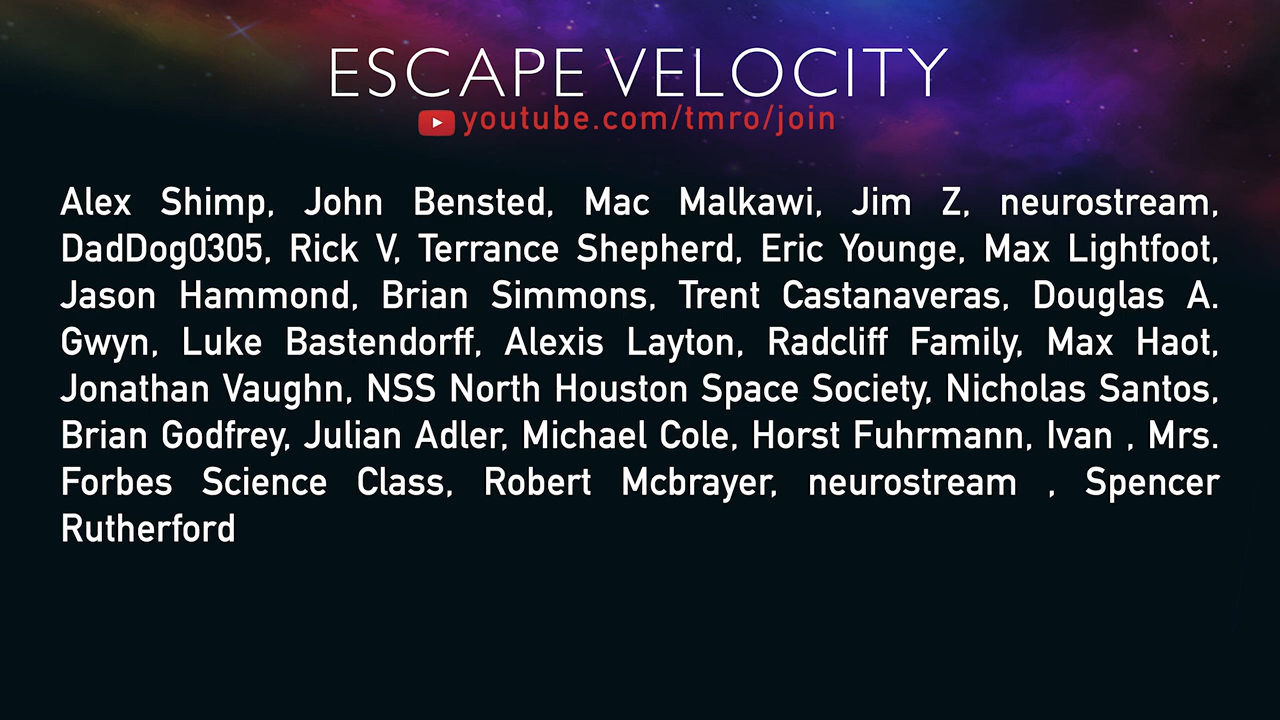 ESCAPE VELOCITY
youtube.com/tmro/join
Alex Shimp, John Bensted, Mac Malkawi, Jim Z, neurostream,
DadDog0305, Rick V, Terrance Shepherd, Eric Younge, Max Lightfoot,
Jason Hammond, Brian Simmons, Trent Castanaveras, Douglas A.
Gwyn, Luke Bastendorff, Alexis Layton, Radcliff Family, Max Haot,
Jonathan Vaughn, NSS North Houston Space Society, Nicholas Santos,
Brian Godfrey, Julian Adler, Michael Cole, Horst Fuhrmann, Ivan , Mrs.
Forbes Science Class, Robert Mcbrayer, neurostream , Spencer
Rutherford